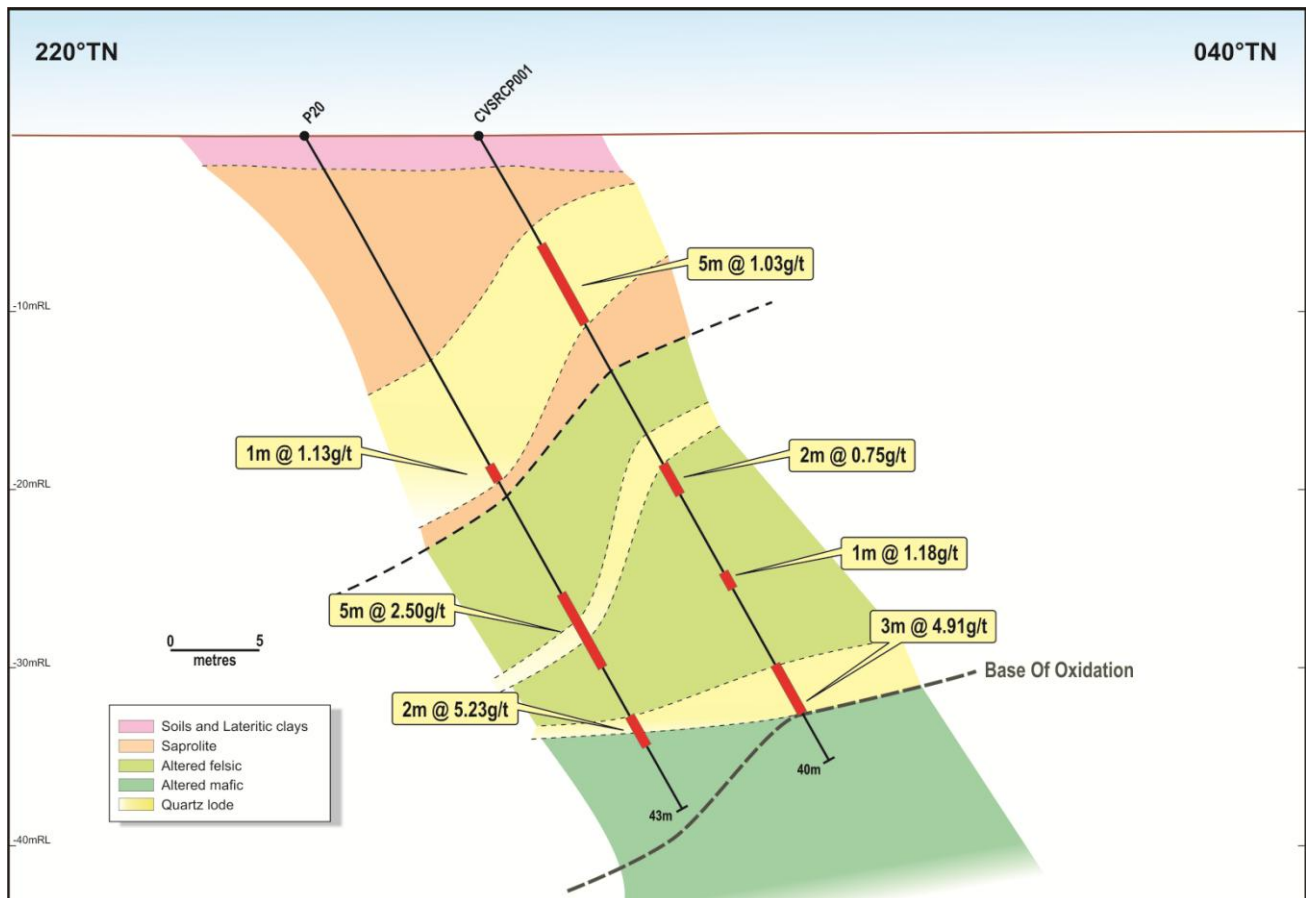 220°TN
040°TN
P20
CVSRCP001
5m @ 1.03g/t
-10mRL
1m @ 1.13g/t
2m @ 0.75g/t
-20mRL
1m @ 1.18g/t
5m @ 2.50g/t
3m @ 4.91g/t
0 5
metres
-30mRL
Base Of Oxidation
2m @ 5.23g/t
Soils and Lateritic clays
Saprolite
Altered felsic
Altered mafic
Quartz lode
40m
43m
-40mRL